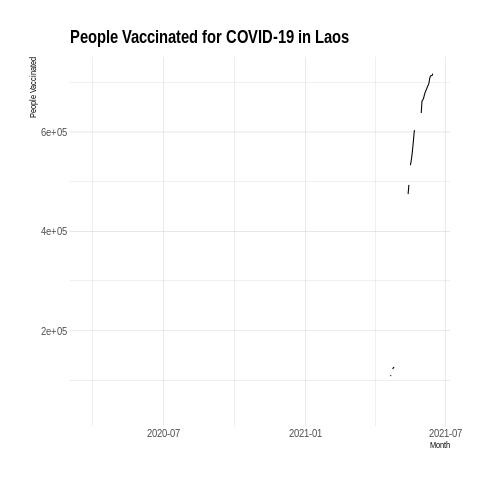 People Vaccinated for COVID-19 in Laos
People Vaccinated
6e+05
4e+05
2e+05
2020-07
2021-01
2021-07
Month